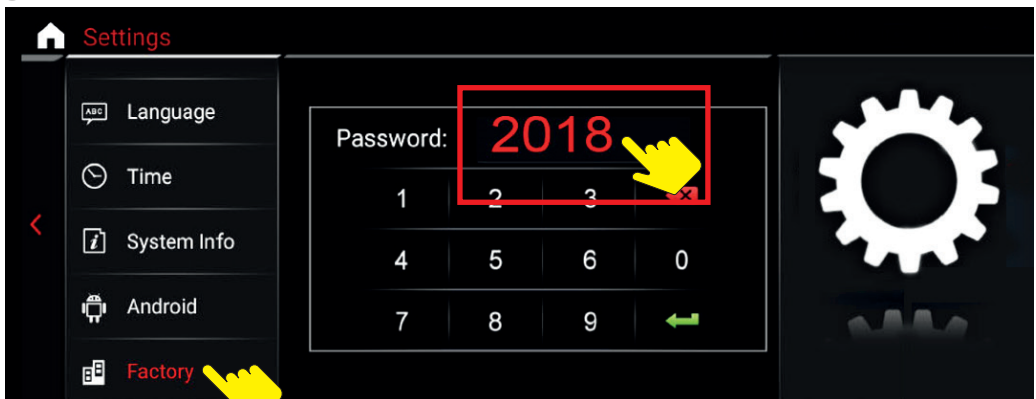 Settings
ABC Language
Time
i System Info
Android
Factory
Password: 2018
1 2 3
4 5 6 0
7 8 9